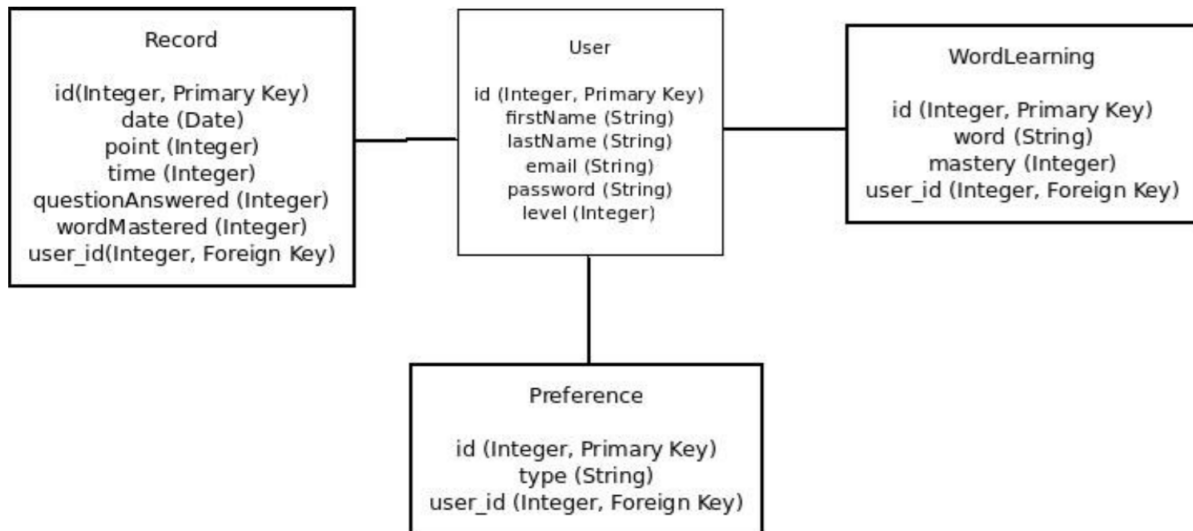 Record
id(Integer, Primary Key)
date (Date)
point (Integer)
time (Integer)
questionAnswered (Integer)
wordMastered (Integer)
user_id(Integer, Foreign Key)
User
id (Integer, Primary Key)
firstName (String)
lastName (String)
email (String)
password (String)
level (Integer)
WordLearning
id (Integer, Primary Key)
word (String)
mastery (Integer)
user_id (Integer, Foreign Key)
Preference
id (Integer, Primary Key)
type (String)
user_id (Integer, Foreign Key)